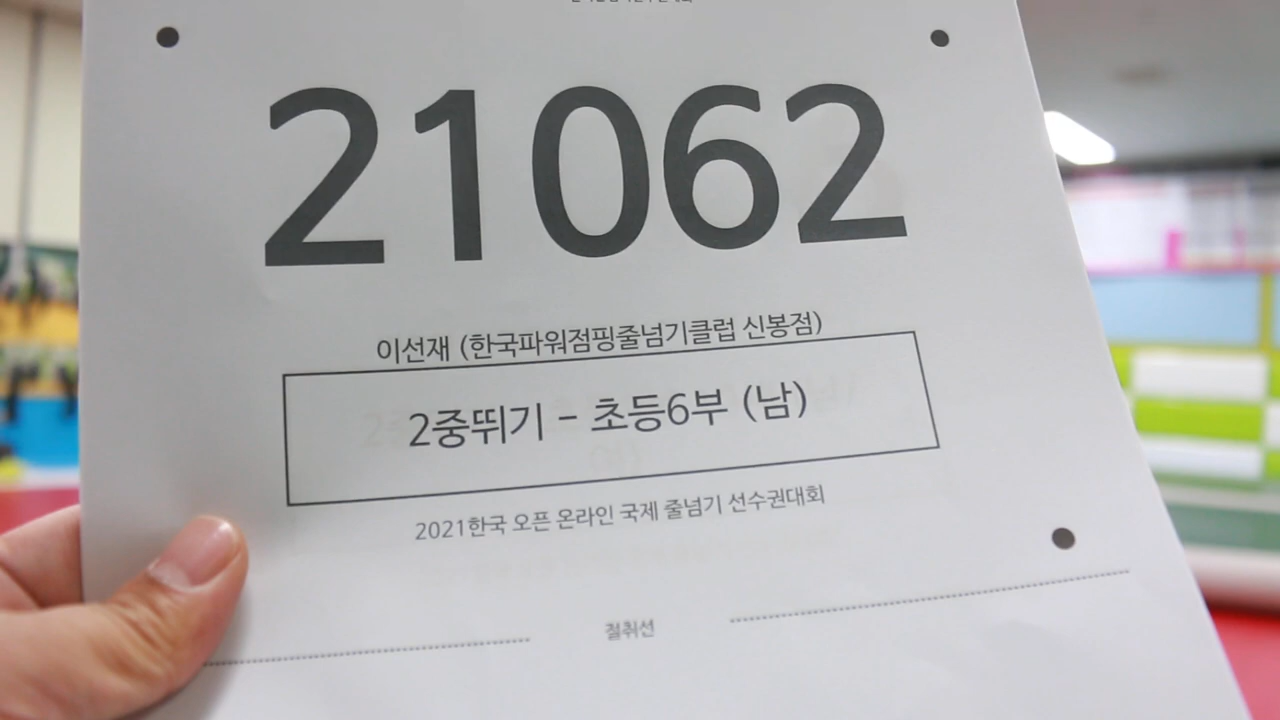 21062
이선재 (한국파워점핑줄넘기클럽 신봉점)
2중뛰기 - 초등6부 (남)
2021한국 오픈 온라인 국제 줄넘기 선수권대회
절취선